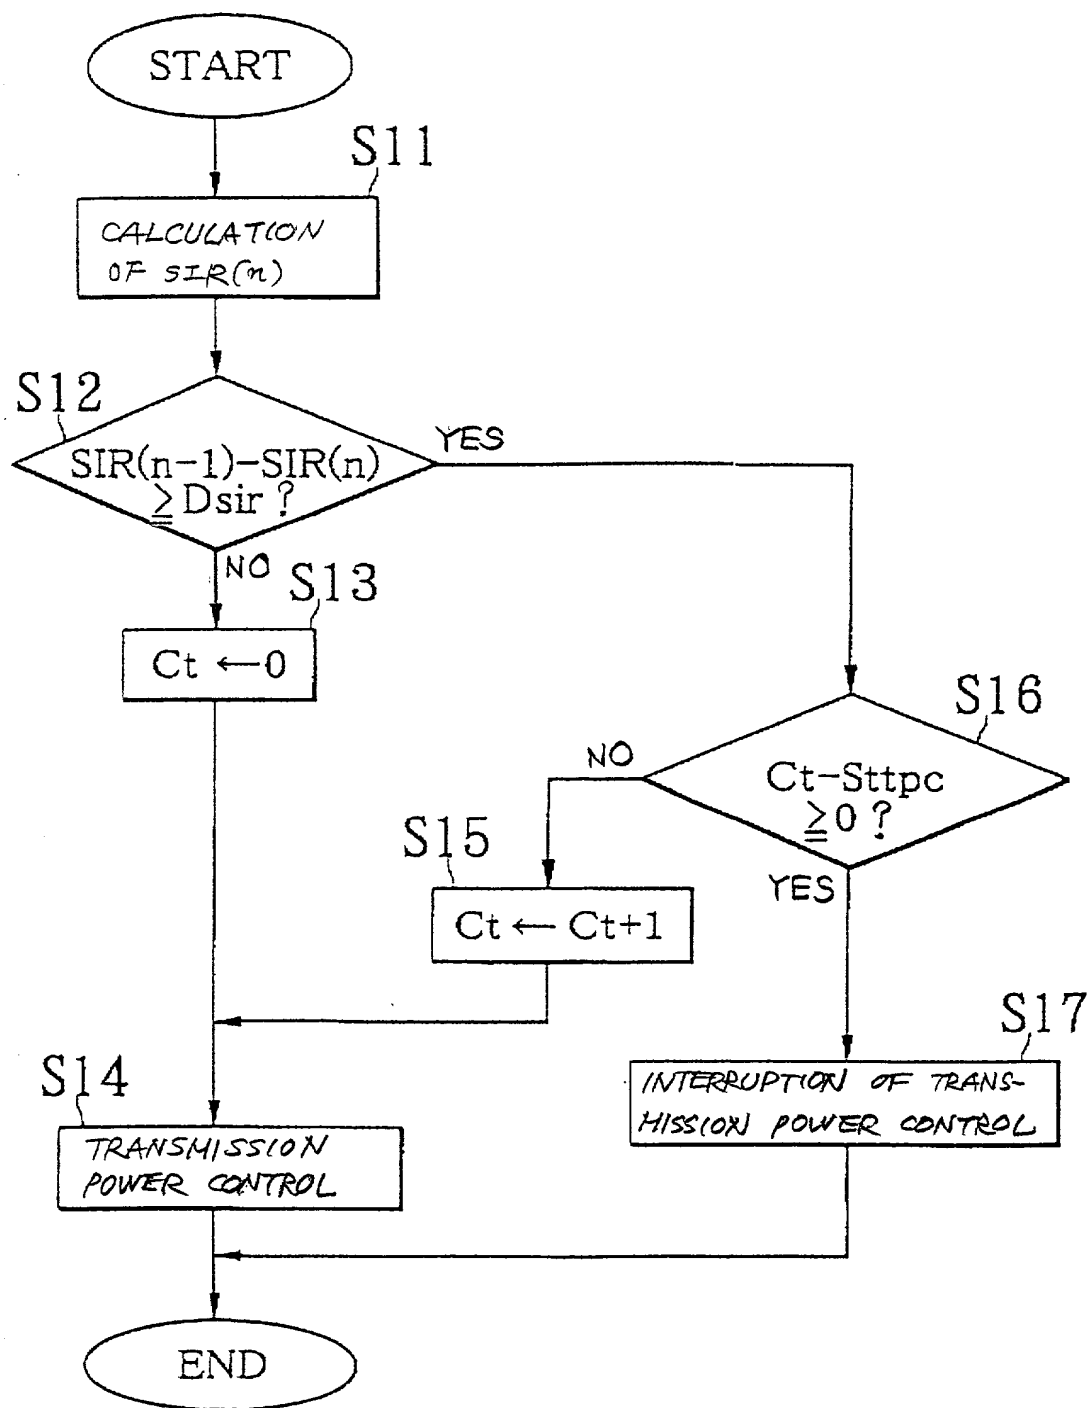 START
S11
CALCULATION
OF SIR(n)
S12
SIR(n-1)-SIR(n)
≧Dsir ?
YES
NO
S13
Ct ←0
S16
Ct-Sttpc
≧0 ?
NO
YES
S15
Ct ← Ct+1
S17
INTERRUPTION OF TRANS-
MISSION POWER CONTROL
S14
TRANSMISSION
POWER CONTROL
END